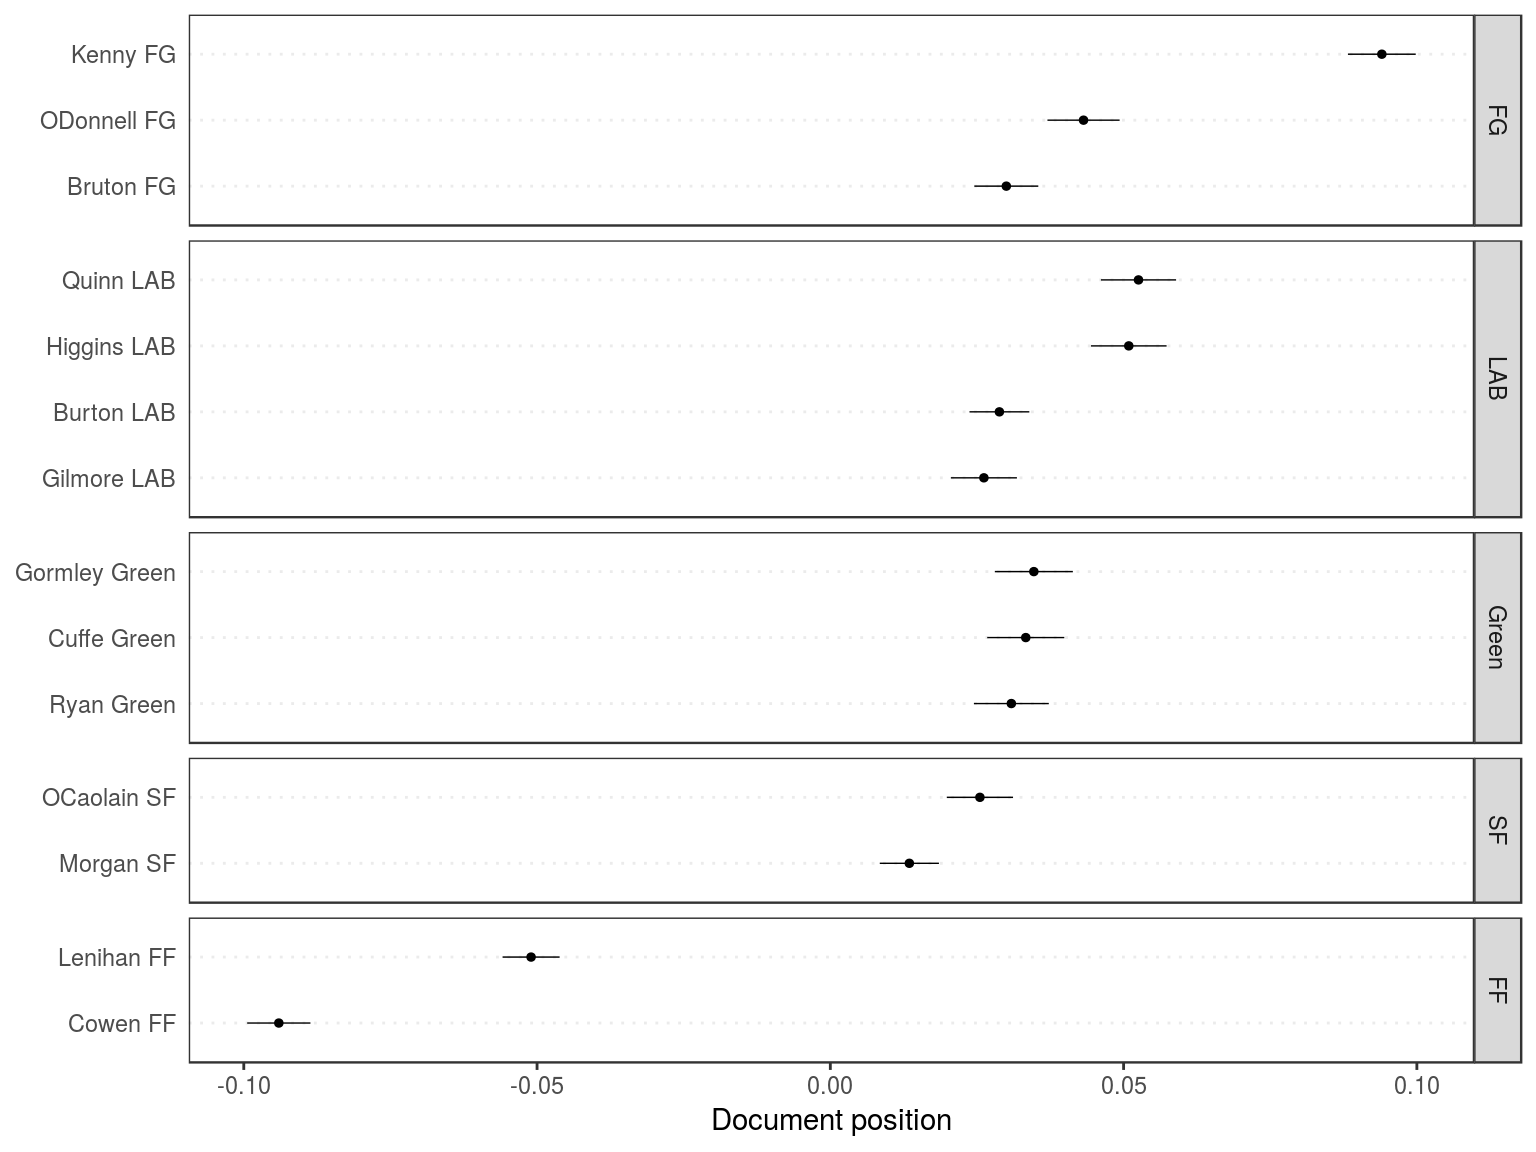 Kenny FG
ODonnell FG
Bruton FG
FG
Quinn LAB
Higgins LAB
Burton LAB
Gilmore LAB
LAB
Gormley Green
Cuffe Green
Ryan Green
Green
OCaolain SF
Morgan SF
SF
Lenihan FF
Cowen FF
FF
-0.10 -0.05 0.00 0.05 0.10
Document position